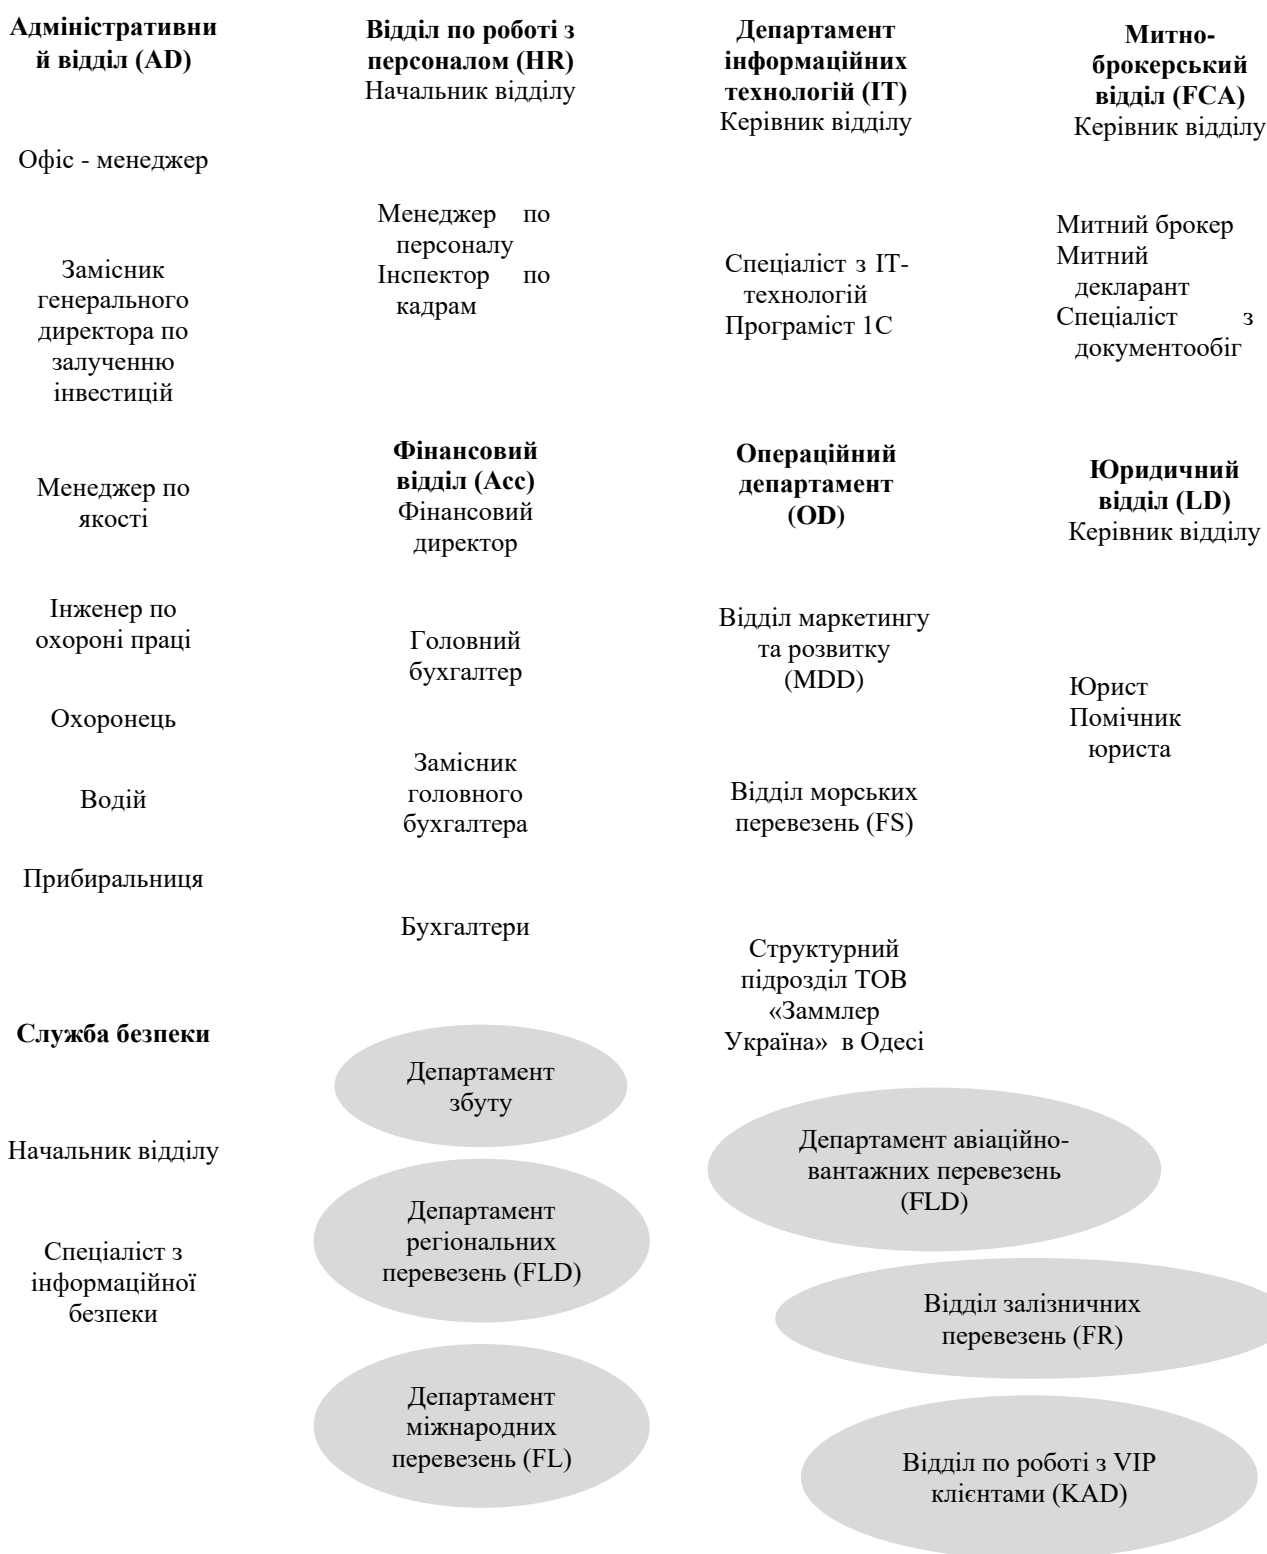 Адміністративни
й відділ (AD)
Офіс - менеджер
Замісник
генерального
директора по
залученню
інвестицій
Менеджер по
якості
Інженер по
охороні праці
Охоронець
Водій
Прибиральниця
Служба безпеки
Начальник відділу
Спеціаліст з
інформаційної
безпеки
Відділ по роботі з
персоналом (HR)
Начальник відділу
Менеджер по
персоналу
Інспектор по
кадрам
Фінансовий
відділ (Acc)
Фінансовий
директор
Головний
бухгалтер
Замісник
головного
бухгалтера
Бухгалтери
Департамент
збуту
Департамент
регіональних
перевезень (FLD)
Департамент
міжнародних
перевезень (FL)
Департамент
інформаційних
технологій (IT)
Керівник відділу
Спеціаліст з ІТ-
технологій
Програміст 1С
Операційний
департамент
(OD)
Відділ маркетингу
та розвитку
(MDD)
Відділ морських
перевезень (FS)
Структурний
підрозділ ТОВ
«Заммлер
Україна» в Одесі
Департамент авіаційно-
вантажних перевезень
(FLD)
Відділ залізничних
перевезень (FR)
Відділ по роботі з VIP
клієнтами (KAD)
Митно-
брокерський
відділ (FCA)
Керівник відділу
Митний брокер
Митний
декларант
Спеціаліст з
документообіг
Юридичний
відділ (LD)
Керівник відділу
Юрист
Помічник
юриста